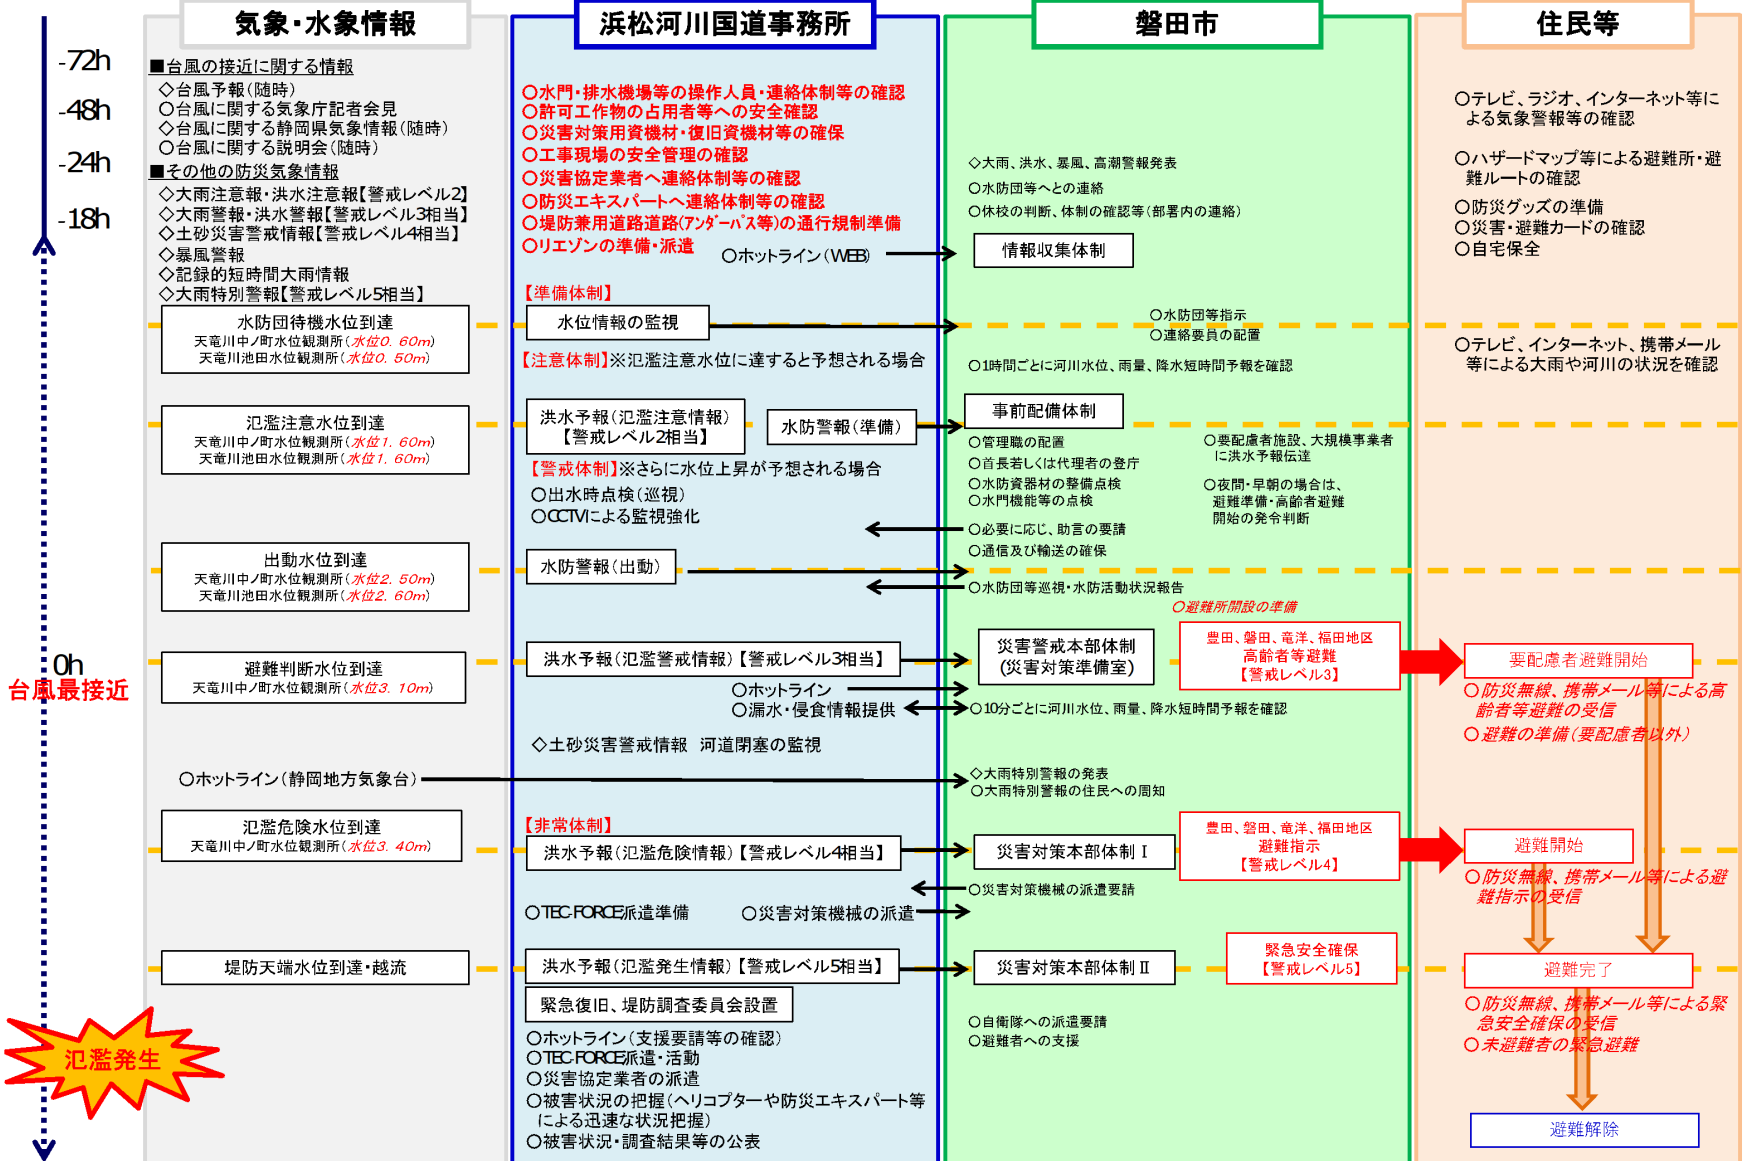 気象・水象情報
浜松河川国道事務所
磐田市
住民等
-72h
-48h
-24h
-18h
0h
台風最接近
氾濫発生
■台風の接近に関する情報
◇台風予報(随時)
○台風に関する気象庁記者会見
◇台風に関する静岡県気象情報(随時)
○台風に関する説明会(随時)
■その他の防災気象情報
◇大雨注意報・洪水注意報【警戒レベル2】
◇大雨警報・洪水警報【警戒レベル3相当】
◇土砂災害警戒情報【警戒レベル4相当】
◇暴風警報
◇記録的短時間大雨情報
◇大雨特別警報【警戒レベル5相当】
水防団待機水位到達
天竜川中ノ町水位観測所(水位0.60m)
天竜川池田水位観測所(水位0.50m)
氾濫注意水位到達
天竜川中ノ町水位観測所(水位1.60m)
天竜川池田水位観測所(水位1.60m)
出動水位到達
天竜川中ノ町水位観測所(水位2.50m)
天竜川池田水位観測所(水位2.60m)
避難判断水位到達
天竜川中ノ町水位観測所(水位3.10m)
○ホットライン(静岡地方気象台)
氾濫危険水位到達
天竜川中ノ町水位観測所(水位3.40m)
堤防天端水位到達・越流
○水門・排水機場等の操作人員・連絡体制等の確認
○許可工作物の占用者等への安全確認
○災害対策用資機材・復旧資機材等の確保
○工事現場の安全管理の確認
○災害協定業者へ連絡体制等の確認
○防災エキスパートへ連絡体制等の確認
○堤防兼用道路道路(アンダーパス等)の通行規制準備
○リエゾンの準備・派遣
○ホットライン(WEB)
【準備体制】
水位情報の監視
【注意体制】※氾濫注意水位に達すると予想される場合
洪水予報(氾濫注意情報)
【警戒レベル2相当】
水防警報(準備)
【警戒体制】※さらに水位上昇が予想される場合
○出水時点検(巡視)
○CCTVによる監視強化
水防警報(出動)
洪水予報(氾濫警戒情報)【警戒レベル3相当】
○ホットライン
○漏水・侵食情報提供
◇土砂災害警戒情報 河道閉塞の監視
【非常体制】
洪水予報(氾濫危険情報)【警戒レベル4相当】
○TEC-FORCE派遣準備
○災害対策機械の派遣
洪水予報(氾濫発生情報)【警戒レベル5相当】
緊急復旧、堤防調査委員会設置
○ホットライン(支援要請等の確認)
○TEC-FORCE派遣・活動
○災害協定業者の派遣
○被害状況の把握(ヘリコプターや防災エキスパート等
による迅速な状況把握)
○被害状況・調査結果等の公表
◇大雨、洪水、暴風、高潮警報発表
○水防団等へとの連絡
○休校の判断、体制の確認等(部署内の連絡)
情報収集体制
○水防団等指示
○連絡要員の配置
○1時間ごとに河川水位、雨量、降水短時間予報を確認
事前配備体制
○管理職の配置
○首長若しくは代理者の登庁
○水防資器材の整備点検
○水門機能等の点検
○要配慮者施設、大規模事業者
に洪水予報伝達
○夜間・早朝の場合は、
避難準備・高齢者避難
開始の発令判断
○必要に応じ、助言の要請
○通信及び輸送の確保
○水防団等巡視・水防活動状況報告
○避難所開設の準備
災害警戒本部体制
(災害対策準備室)
豊田、磐田、竜洋、福田地区
高齢者等避難
【警戒レベル3】
○10分ごとに河川水位、雨量、降水短時間予報を確認
◇大雨特別警報の発表
○大雨特別警報の住民への周知
災害対策本部体制Ⅰ
豊田、磐田、竜洋、福田地区
避難指示
【警戒レベル4】
○災害対策機械の派遣要請
災害対策本部体制Ⅱ
緊急安全確保
【警戒レベル5】
○自衛隊への派遣要請
○避難者への支援
○テレビ、ラジオ、インターネット等に
よる気象警報等の確認
○ハザードマップ等による避難所・避
難ルートの確認
○防災グッズの準備
○災害・避難カードの確認
○自宅保全
○テレビ、インターネット、携帯メール
等による大雨や河川の状況を確認
要配慮者避難開始
○防災無線、携帯メール等による高
齢者等避難の受信
○避難の準備(要配慮者以外)
避難開始
○防災無線、携帯メール等による避
難指示の受信
避難完了
○防災無線、携帯メール等による緊
急安全確保の受信
○未避難者の緊急避難
避難解除